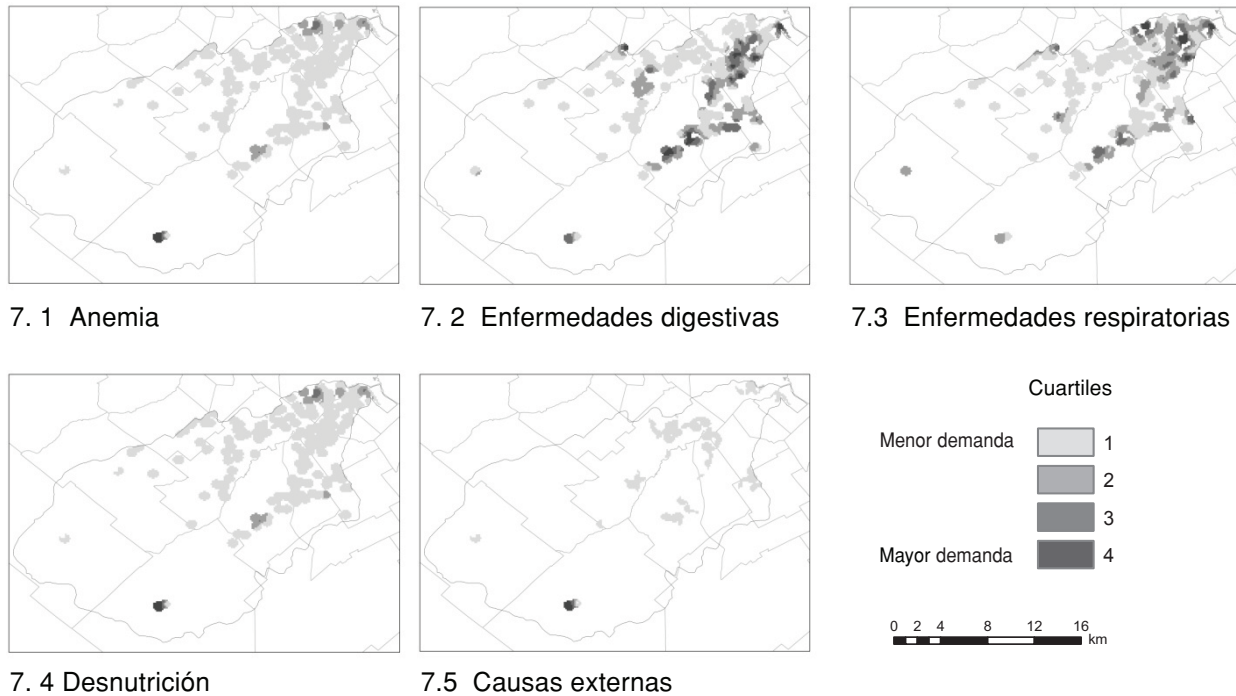 7. 1 Anemia
7. 2 Enfermedades digestivas
7.3 Enfermedades respiratorias
7. 4 Desnutrición
7.5 Causas externas
Cuartiles
Menor demanda
1
2
3
Mayor demanda
4
0 2 4 8 12 16
km